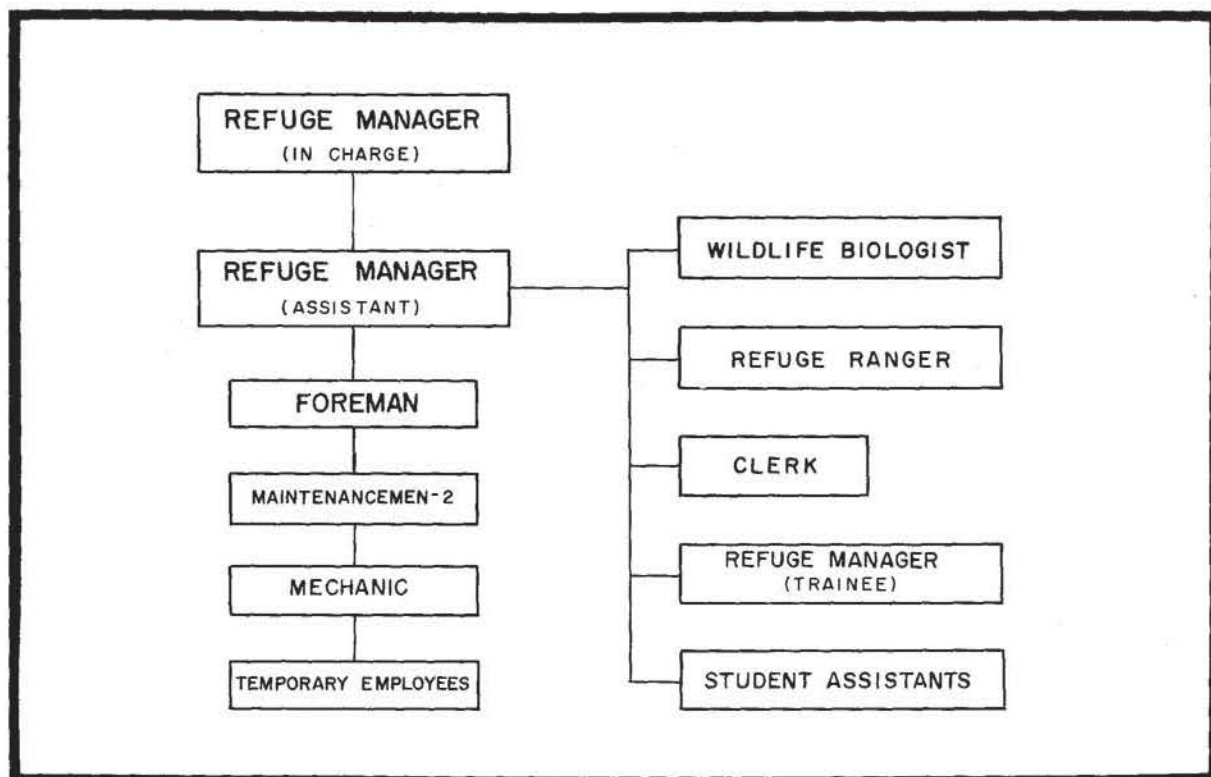 REFUGE MANAGER
(IN CHARGE)
REFUGE MANAGER
(ASSISTANT)
FOREMAN
MAINTENANCEMEN-2
MECHANIC
TEMPORARY EMPLOYEES
WILDLIFE BIOLOGIST
REFUGE RANGER
CLERK
REFUGE MANAGER
(TRAINEE)
STUDENT ASSISTANTS